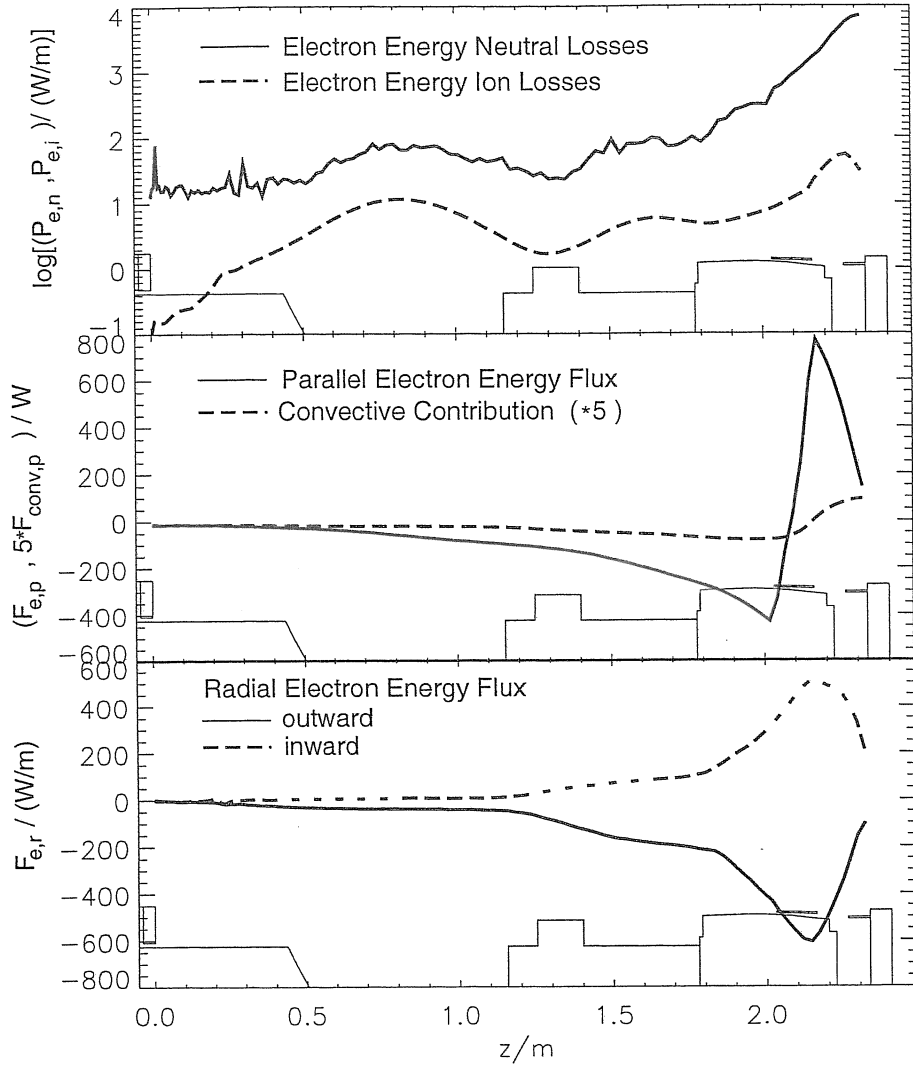 4
3
2
1
0
−1
log[(P_e,n , P_e,i )/ (W/m)]
Electron Energy Neutral Losses
Electron Energy Ion Losses
800
600
400
200
0
−200
−400
−600
(F_e,p , 5*F_conv,p ) / W
Parallel Electron Energy Flux
Convective Contribution (*5 )
600
400
200
0
−200
−400
−600
−800
F_e,r / (W/m)
Radial Electron Energy Flux
outward
inward
0.0 0.5 1.0 1.5 2.0
z/m